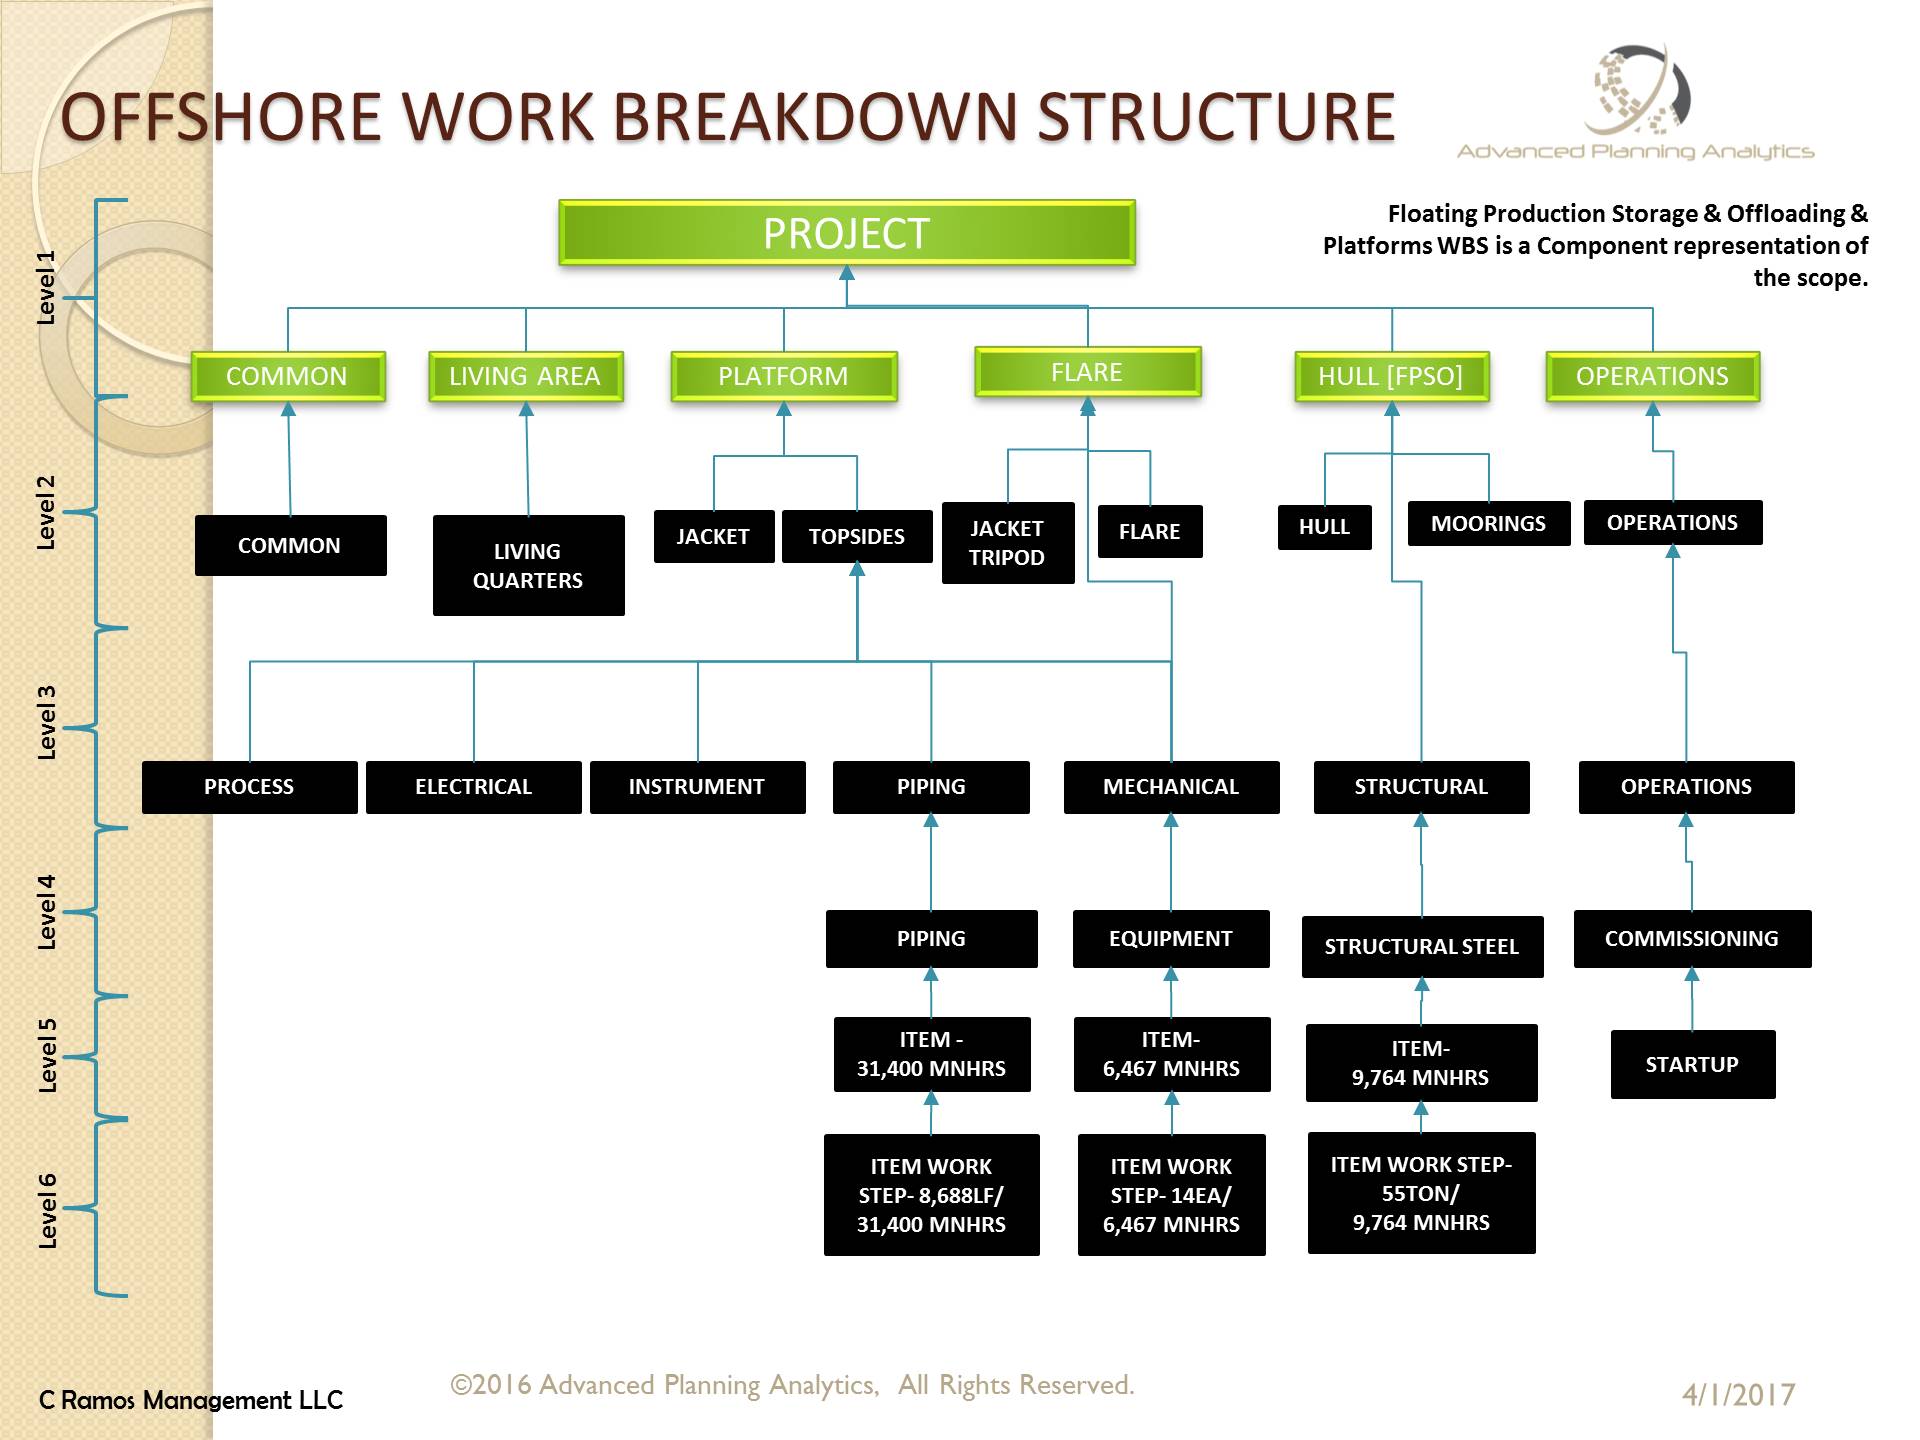 OFFSHORE WORK BREAKDOWN STRUCTURE
Advanced Planning Analytics
Floating Production Storage & Offloading &
Platforms WBS is a Component representation of
the scope.
Level 1
PROJECT
COMMON
LIVING AREA
PLATFORM
FLARE
HULL [FPSO]
OPERATIONS
Level 2
COMMON
LIVING
QUARTERS
JACKET
TOPSIDES
JACKET
TRIPOD
FLARE
HULL
MOORINGS
OPERATIONS
Level 3
PROCESS
ELECTRICAL
INSTRUMENT
PIPING
MECHANICAL
STRUCTURAL
OPERATIONS
Level 4
PIPING
EQUIPMENT
STRUCTURAL STEEL
COMMISSIONING
Level 5
ITEM -
31,400 MNHRS
ITEM-
6,467 MNHRS
ITEM-
9,764 MNHRS
STARTUP
Level 6
ITEM WORK
STEP- 8,688LF/
31,400 MNHRS
ITEM WORK
STEP- 14EA/
6,467 MNHRS
ITEM WORK STEP-
55TON/
9,764 MNHRS
C Ramos Management LLC
©2016 Advanced Planning Analytics, All Rights Reserved.
4/1/2017